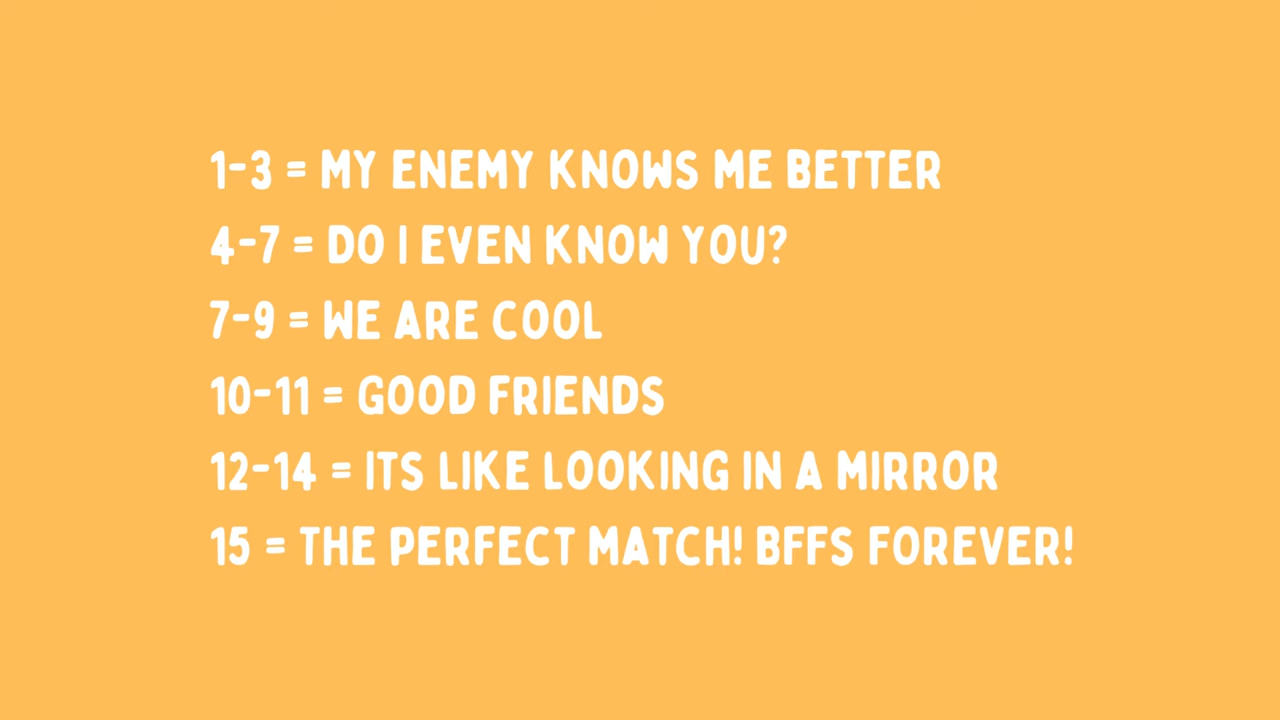 1-3 = MY ENEMY KNOWS ME BETTER
4-7 = DO I EVEN KNOW YOU?
7-9 = WE ARE COOL
10-11 = GOOD FRIENDS
12-14 = ITS LIKE LOOKING IN A MIRROR
15 = THE PERFECT MATCH! BFFS FOREVER!